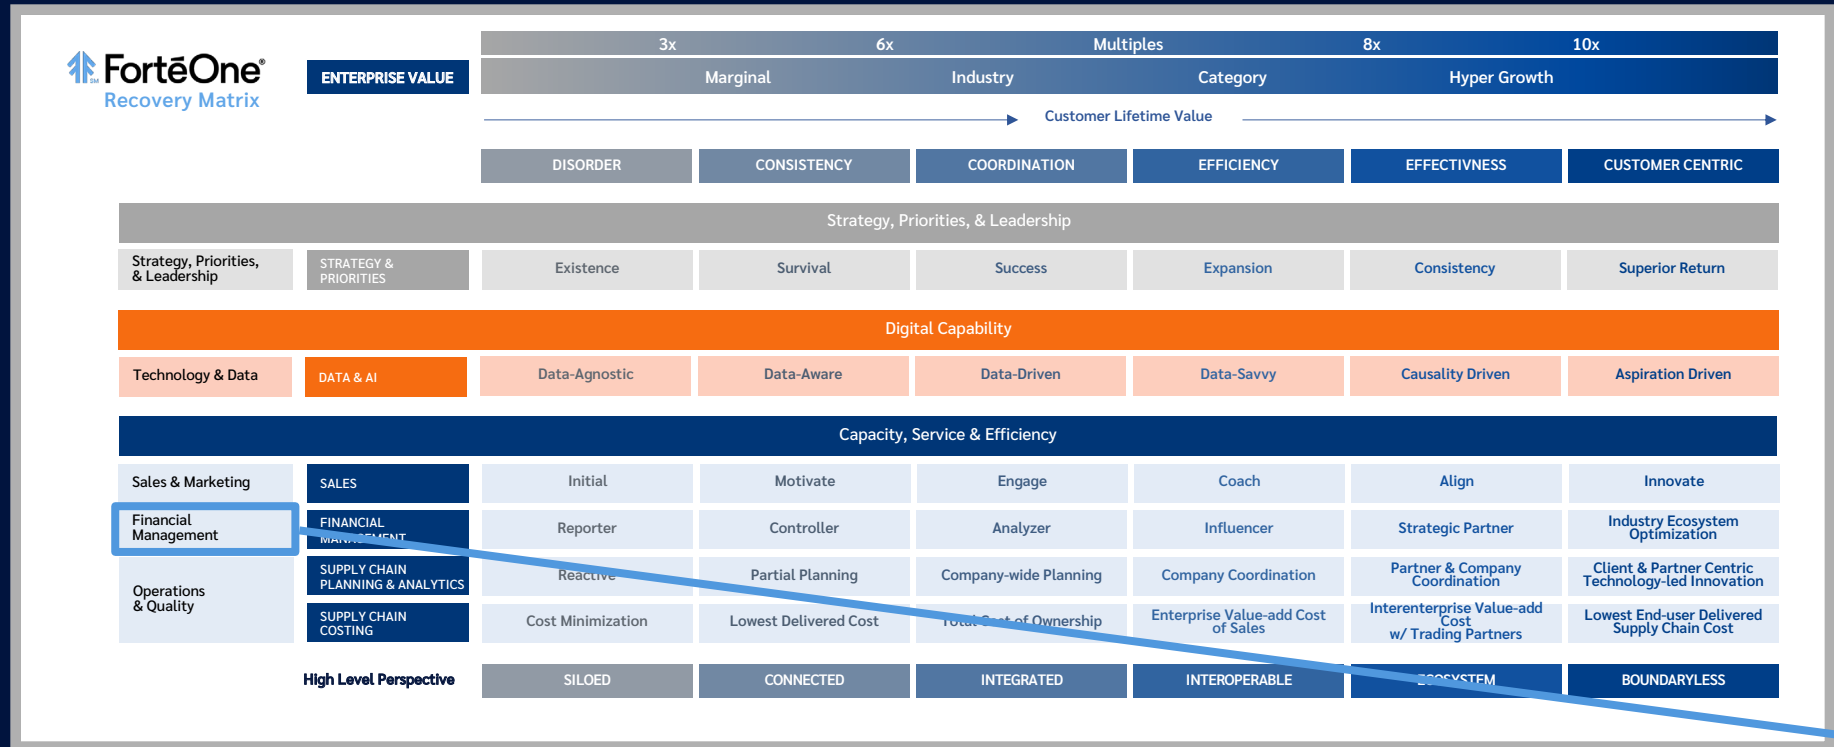 3x 6x Multiples 8x 10x
FortēOne®
SM
Recovery Matrix
ENTERPRISE VALUE Marginal Industry Category Hyper Growth
Customer Lifetime Value
DISORDER CONSISTENCY COORDINATION EFFICIENCY EFFECTIVNESS CUSTOMER CENTRIC
Strategy, Priorities, & Leadership
Strategy, Priorities,
& Leadership
STRATEGY &
PRIORITIES
Existence Survival Success Expansion Consistency Superior Return
Digital Capability
Technology & Data DATA & AI Data-Agnostic Data-Aware Data-Driven Data-Savvy Causality Driven Aspiration Driven
Capacity, Service & Efficiency
Sales & Marketing SALES Initial Motivate Engage Coach Align Innovate
Financial
Management
FINANCIAL
MANAGEMENT
Reporter Controller Analyzer Influencer Strategic Partner
Industry Ecosystem
Optimization
Operations
& Quality
SUPPLY CHAIN
PLANNING & ANALYTICS
Reactive Partial Planning Company-wide Planning Company Coordination
Partner & Company
Coordination
Client & Partner Centric
Technology-led Innovation
SUPPLY CHAIN
COSTING
Cost Minimization Lowest Delivered Cost Total Cost of Ownership
Enterprise Value-add Cost
of Sales
Interenterprise Value-add
Cost
w/ Trading Partners
Lowest End-user Delivered
Supply Chain Cost
High Level Perspective SILOED CONNECTED INTEGRATED INTEROPERABLE ECOSYSTEM BOUNDARYLESS